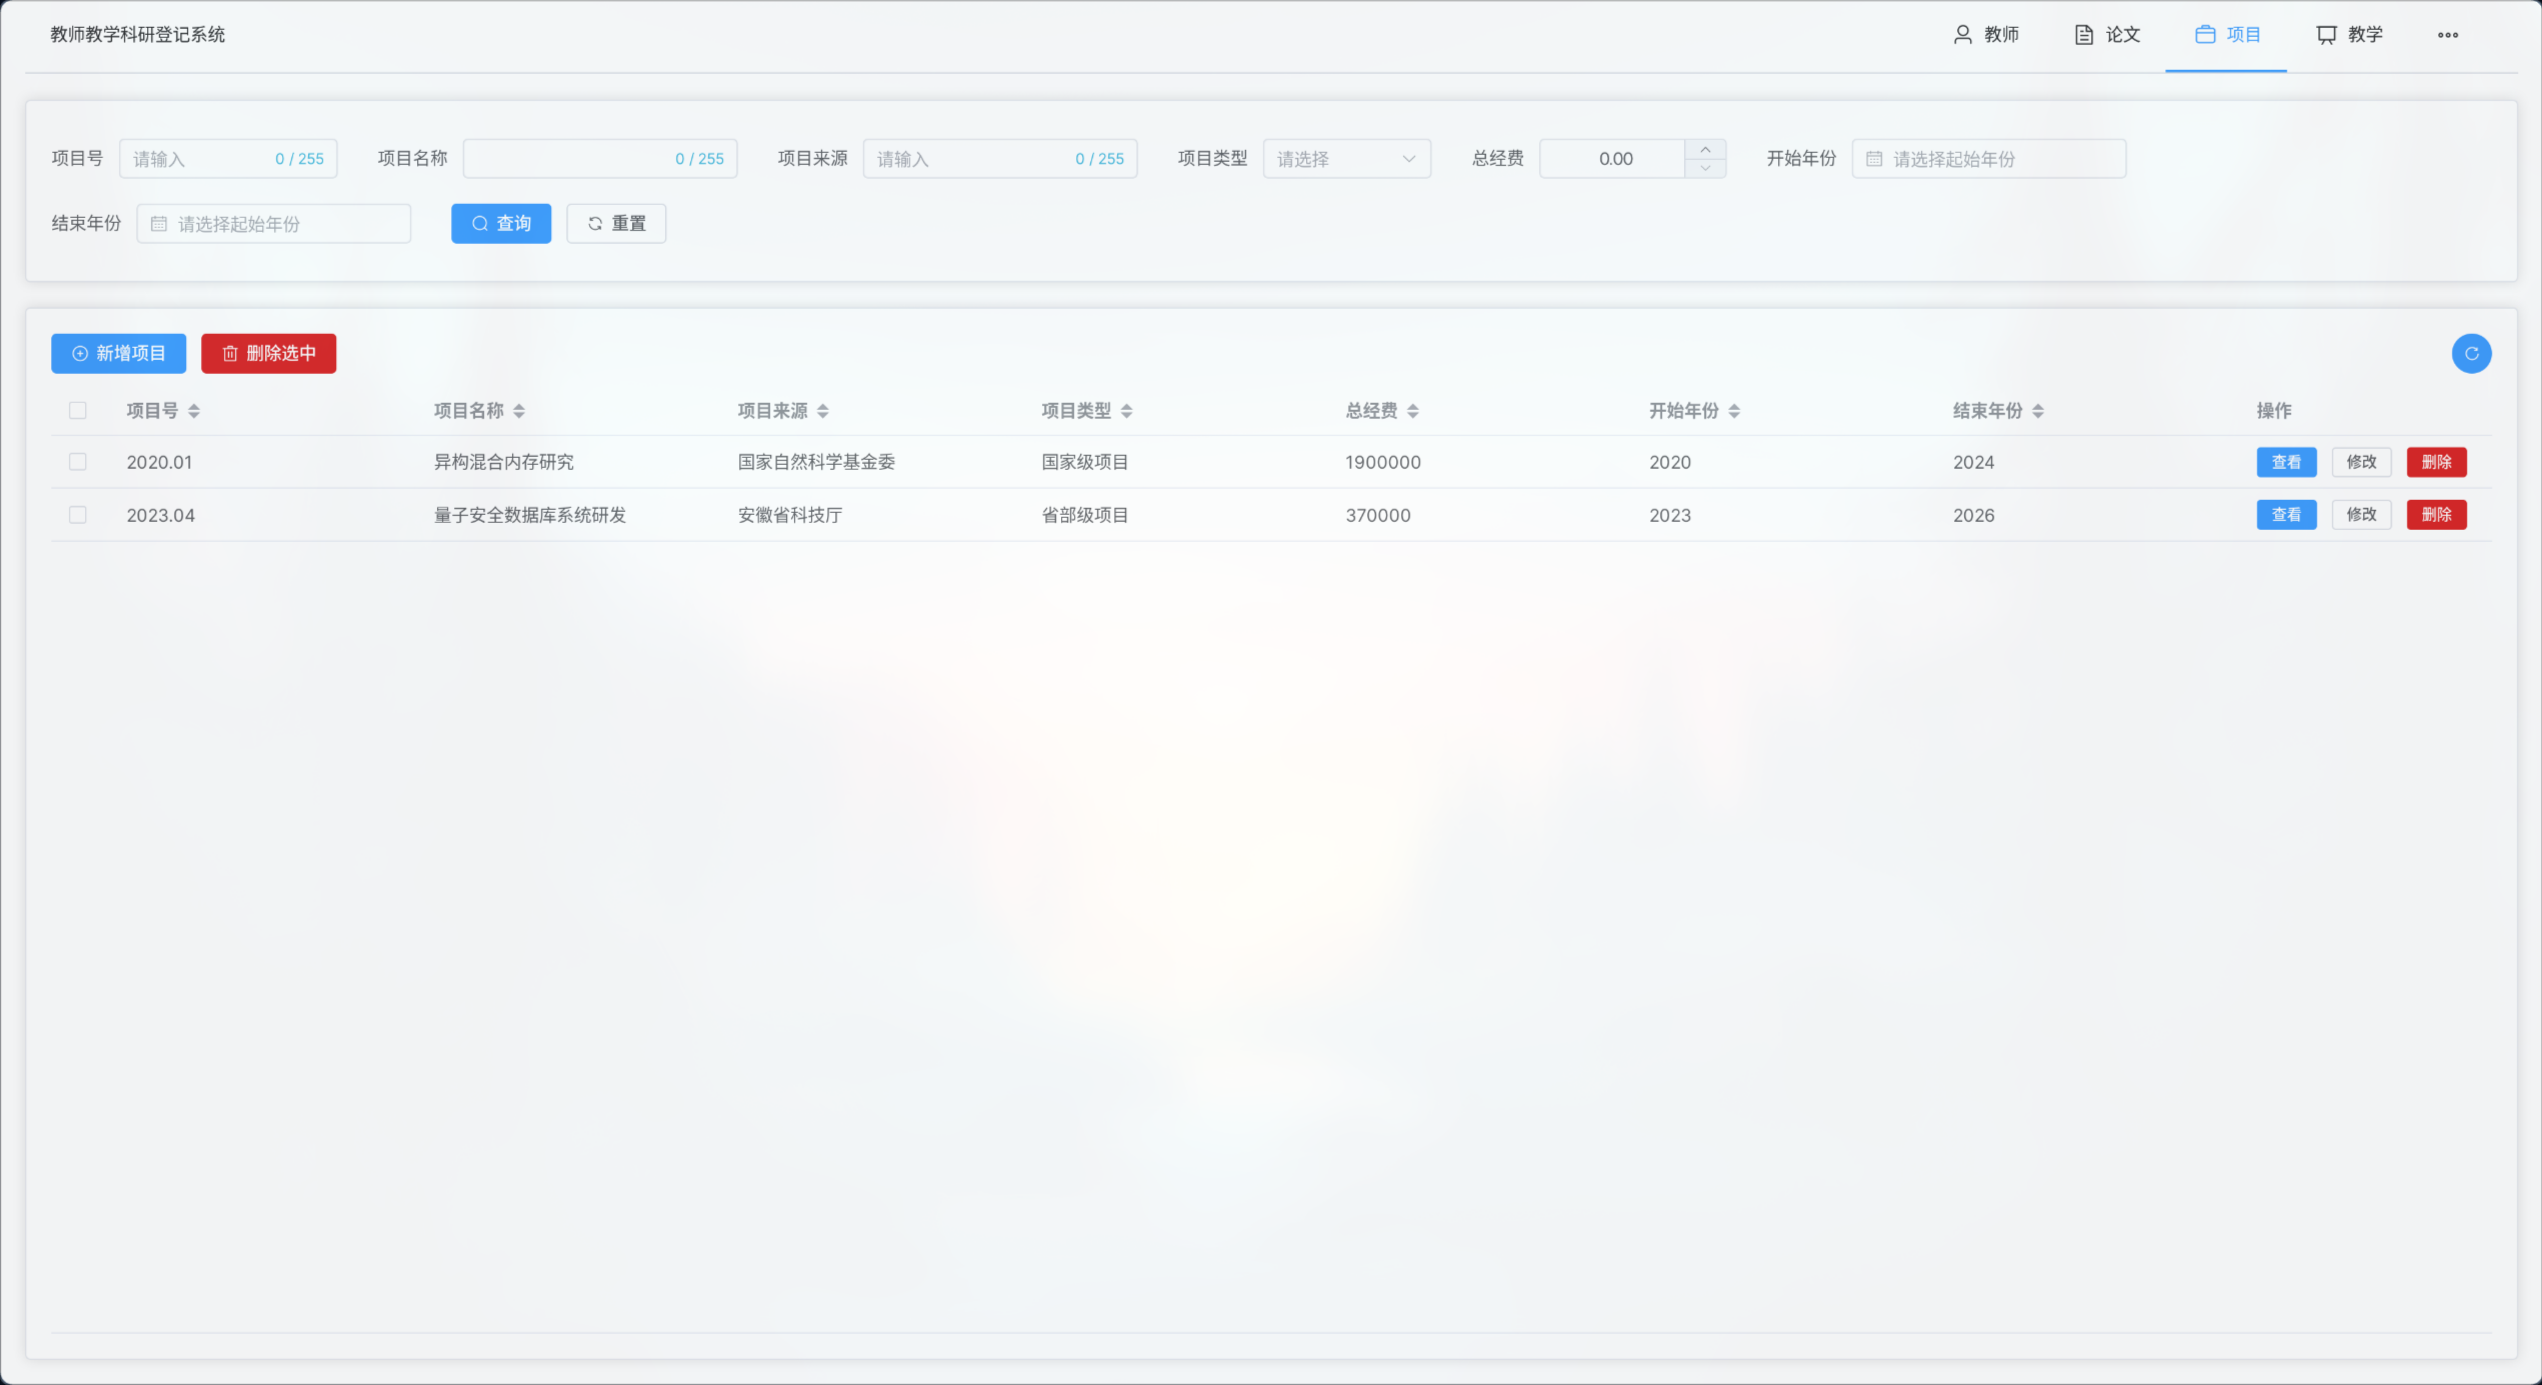 教师教学科研登记系统 教师 论文 项目 教学
项目号 请输入 0 / 255 项目名称 0 / 255 项目来源 请输入 0 / 255 项目类型 请选择 总经费 0.00 开始年份 请选择起始年份
结束年份 请选择起始年份 查询 重置
新增项目 删除选中
项目号 项目名称 项目来源 项目类型 总经费 开始年份 结束年份 操作
2020.01 异构混合内存研究 国家自然科学基金委 国家级项目 1900000 2020 2024 查看 修改 删除
2023.04 量子安全数据库系统研发 安徽省科技厅 省部级项目 370000 2023 2026 查看 修改 删除